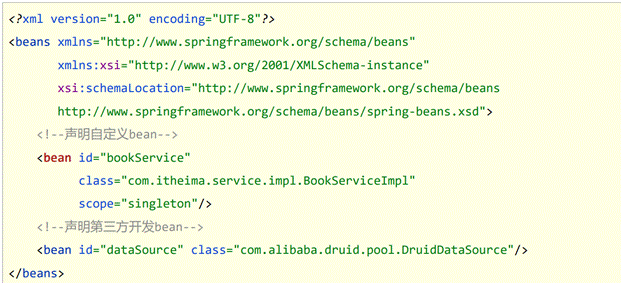 <?xml version="1.0" encoding="UTF-8"?>
<beans xmlns="http://www.springframework.org/schema/beans"
xmlns:xsi="http://www.w3.org/2001/XMLSchema-instance"
xsi:schemaLocation="http://www.springframework.org/schema/beans
http://www.springframework.org/schema/beans/spring-beans.xsd">
<!--声明自定义bean-->
<bean id="bookService"
class="com.itheima.service.impl.BookServiceImpl"
scope="singleton"/>
<!--声明第三方开发bean-->
<bean id="dataSource" class="com.alibaba.druid.pool.DruidDataSource"/>
</beans>